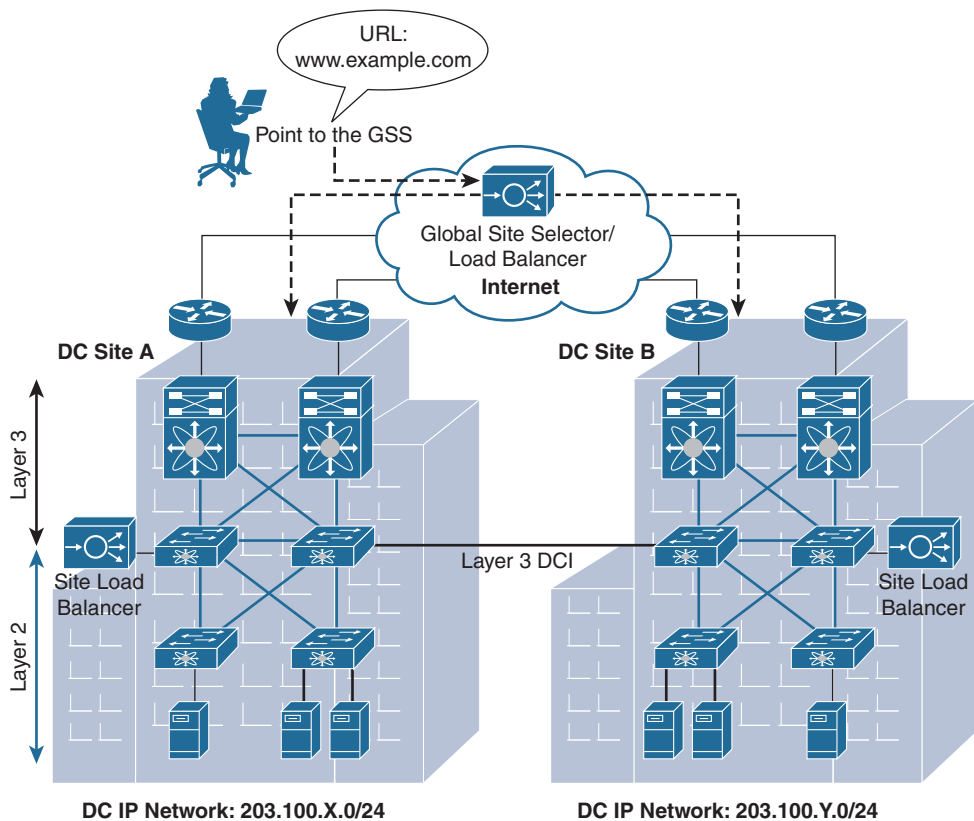 URL:
www.example.com
Point to the GSS
Global Site Selector/
Load Balancer
Internet
DC Site A
DC Site B
Layer 3
Layer 3 DCI
Site Load
Balancer
Site Load
Balancer
Layer 2
DC IP Network: 203.100.X.0/24
DC IP Network: 203.100.Y.0/24